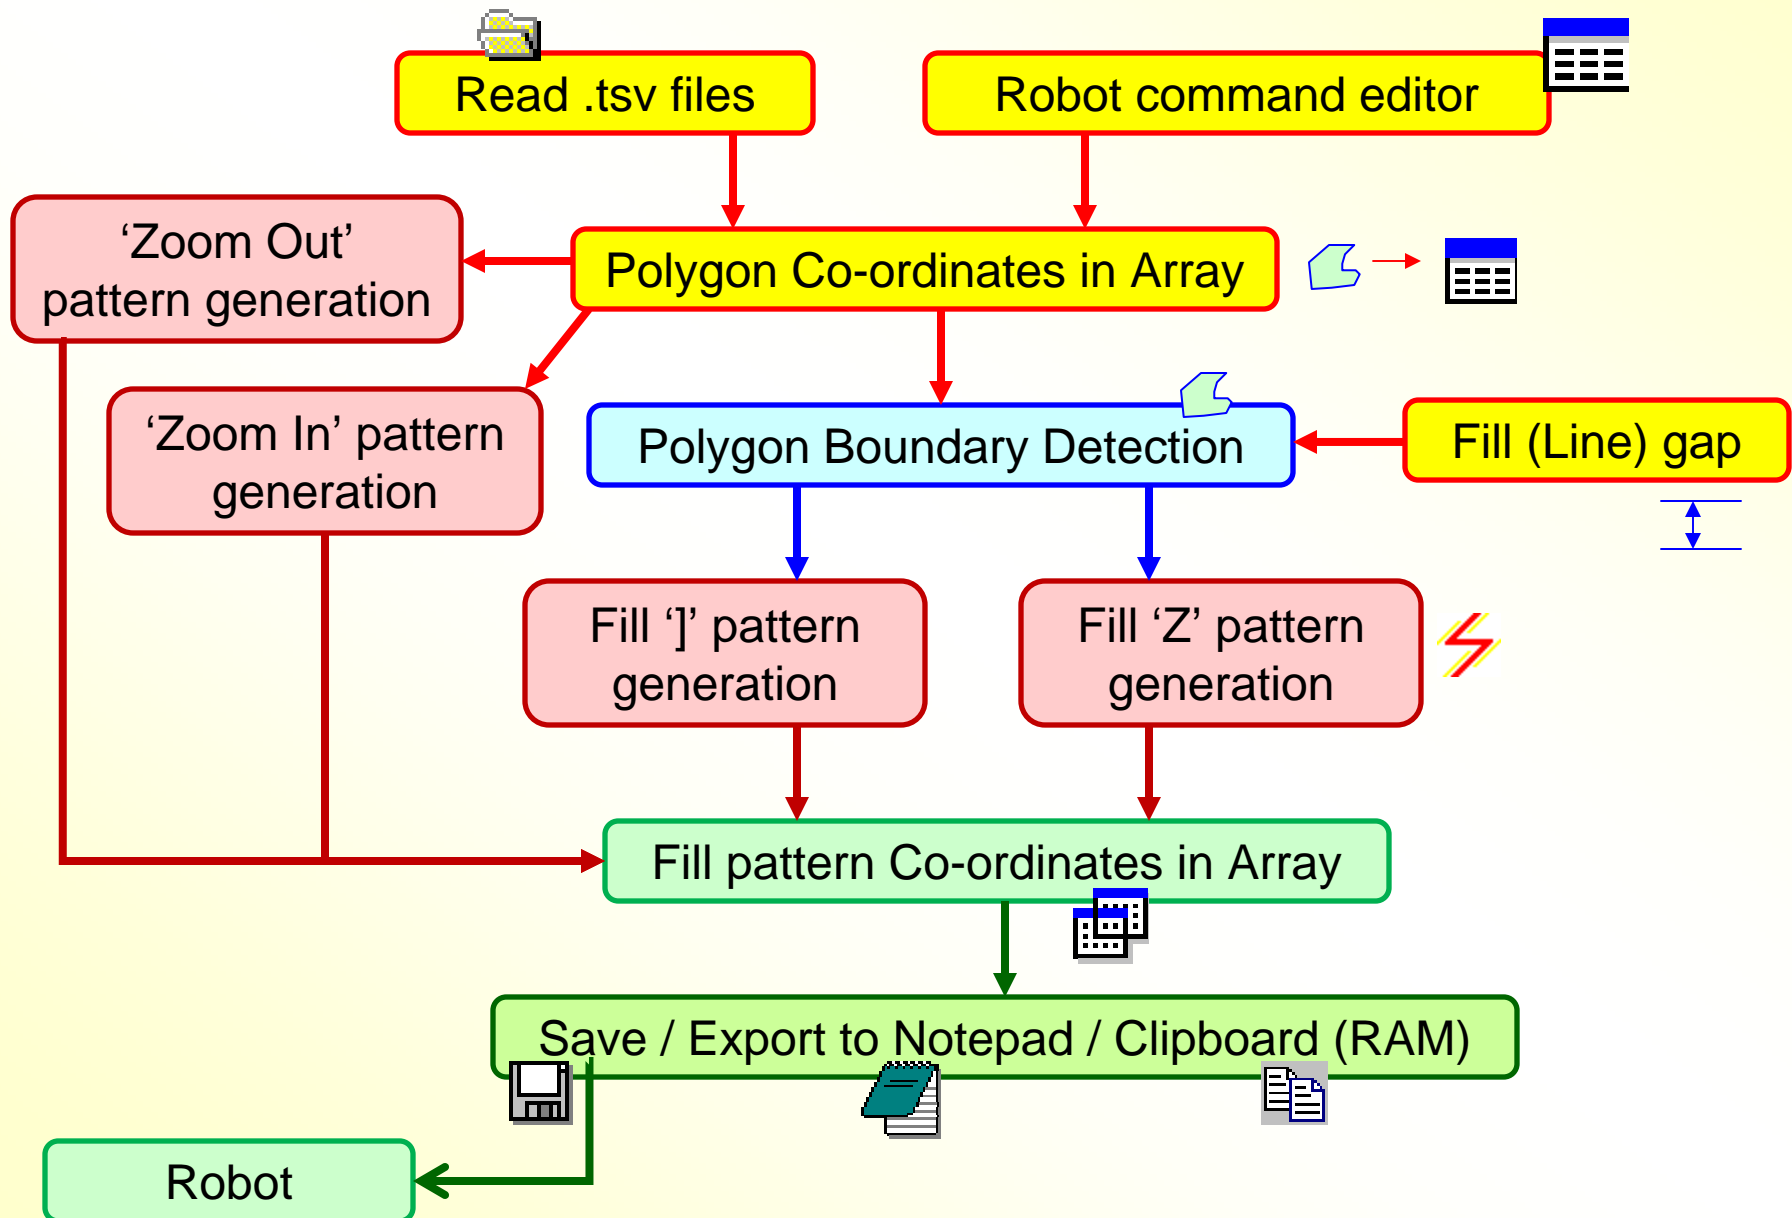 Read .tsv files
Robot command editor
‘Zoom Out’
pattern generation
Polygon Co-ordinates in Array
‘Zoom In’ pattern
generation
Polygon Boundary Detection
Fill (Line) gap
Fill ‘]’ pattern
generation
Fill ‘Z’ pattern
generation
Fill pattern Co-ordinates in Array
Save / Export to Notepad / Clipboard (RAM)
Robot